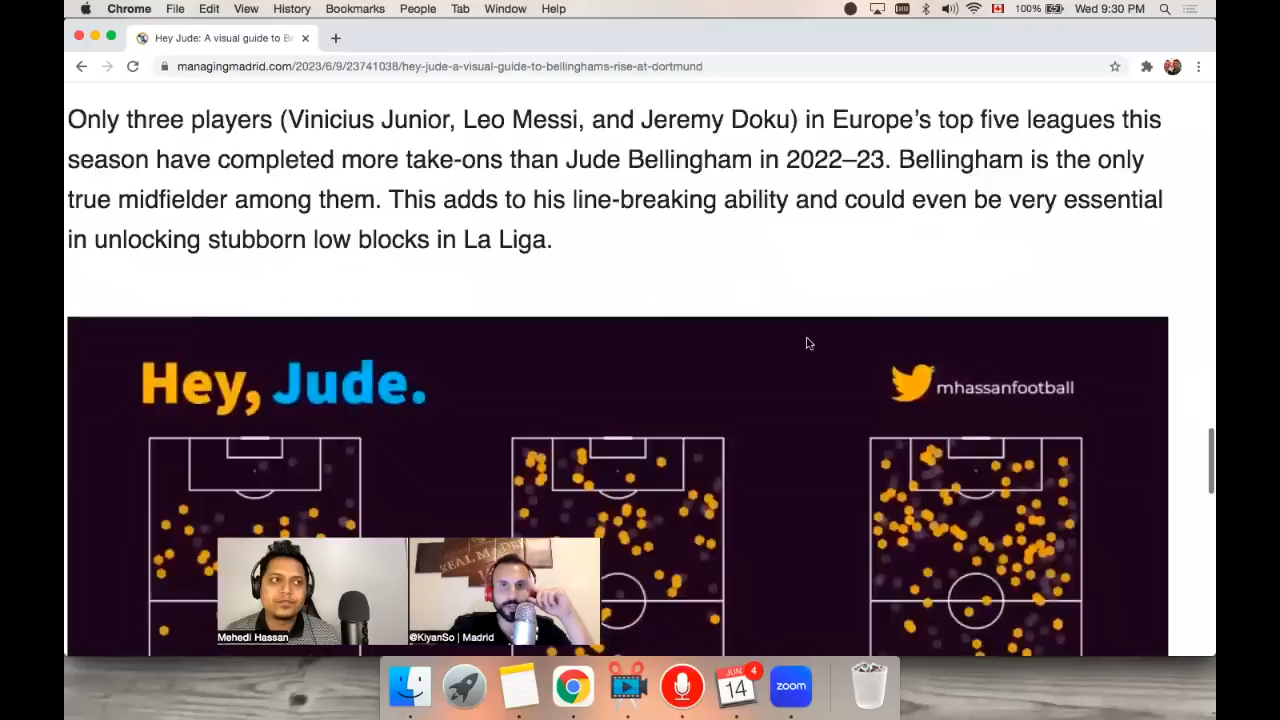 Chrome File Edit View History Bookmarks People Tab Window Help 100% Wed 9:30 PM
Hey Jude: A visual guide to Be
managingmadrid.com/2023/6/9/23741038/hey-jude-a-visual-guide-to-bellinghams-rise-at-dortmund
Only three players (Vinicius Junior, Leo Messi, and Jeremy Doku) in Europe’s top five leagues this
season have completed more take-ons than Jude Bellingham in 2022–23. Bellingham is the only
true midfielder among them. This adds to his line-breaking ability and could even be very essential
in unlocking stubborn low blocks in La Liga.
Hey, Jude.
mhassanfootball
REAL MADRI
Mehedi Hassan
@KiyanSo | Madrid
JUN
4
14
zoom